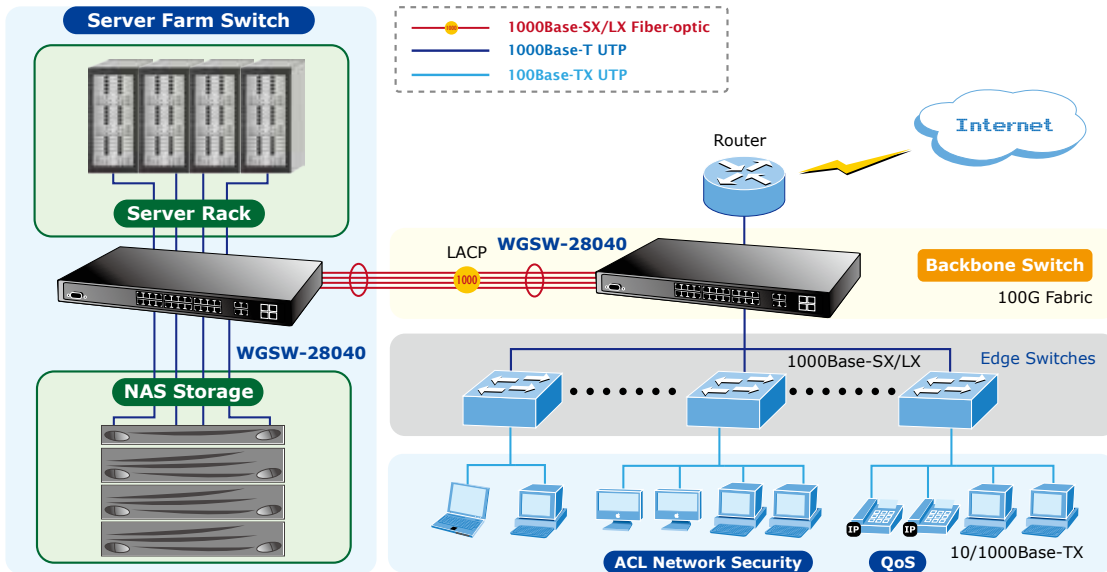 Server Farm Switch
1000Base-SX/LX Fiber-optic
1000
1000Base-T UTP
100Base-TX UTP
Internet
Router
Server Rack
LACP
WGSW-28040
1000
Backbone Switch
100G Fabric
WGSW-28040
1000Base-SX/LX
Edge Switches
NAS Storage
IP
IP
10/1000Base-TX
ACL Network Security
QoS